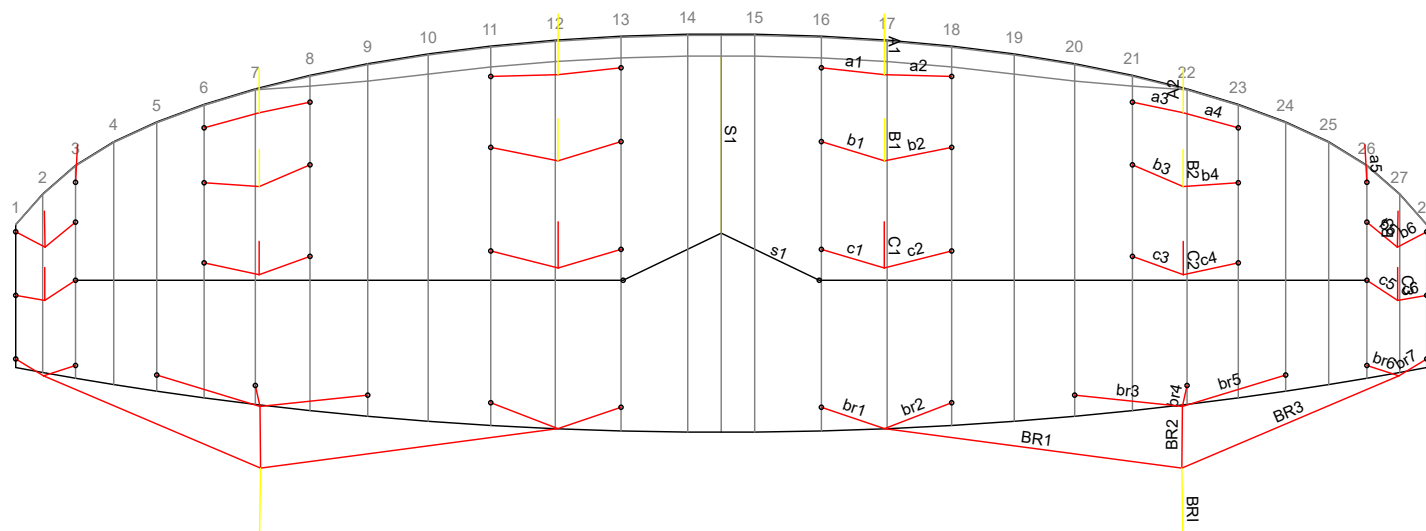 1 2 3 4 5 6 7 8 9 10 11 12 13 14 15 16 17 18 19 20 21 22 23 24 25 26 27
A1 A2
a1 a2 a3 a4 a5
S1
b1 B1 b2 b3 B2 b4 b6
s1
c1 C1 c2 c3 C2 c4 c5 C3 c6
br1 br2 br3 br4 br5 br6 br7
BR1 BR2 BR3
BRI